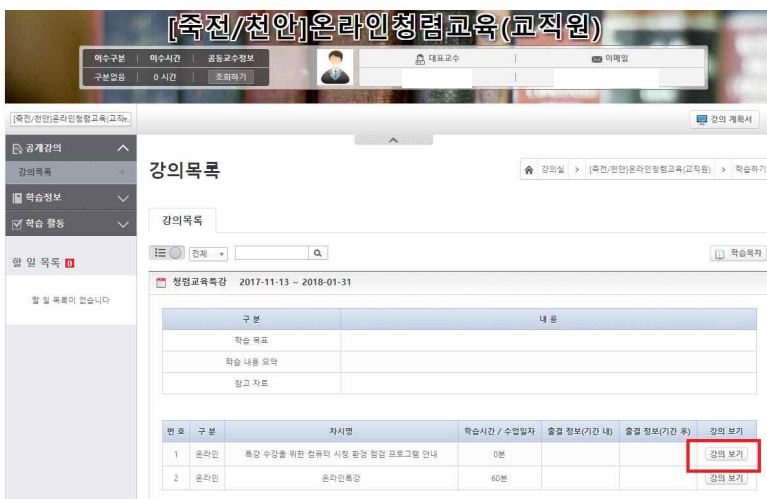 [죽전/천안]온라인청렴교육(교직원)
이수구분 | 이수시간 | 공동교수정보
대표교수 | 이메일
구분없음 | 0 시간 | 조회하기
[죽전/천안]온라인청렴교육(교직
강의 계획서
공개강의
강의목록 +
학습정보
학습 활동
할 일 목록 0
할 일 목록이 없습니다
강의목록
강의실 > [죽전/천안]온라인청렴교육(교직원) > 학습하기
강의목록
전체
학습목차
청렴교육특강 2017-11-13 ~ 2018-01-31
구 분 내 용
학습 목표
학습 내용 요약
참고 자료
번 호 구 분 차시명 학습시간 / 수업일자 출결 정보(기간 내) 출결 정보(기간 후) 강의 보기
1 온라인 특강 수강을 위한 컴퓨터 시청 환경 점검 프로그램 안내 0분 강의 보기
2 온라인 온라인특강 60분 강의 보기